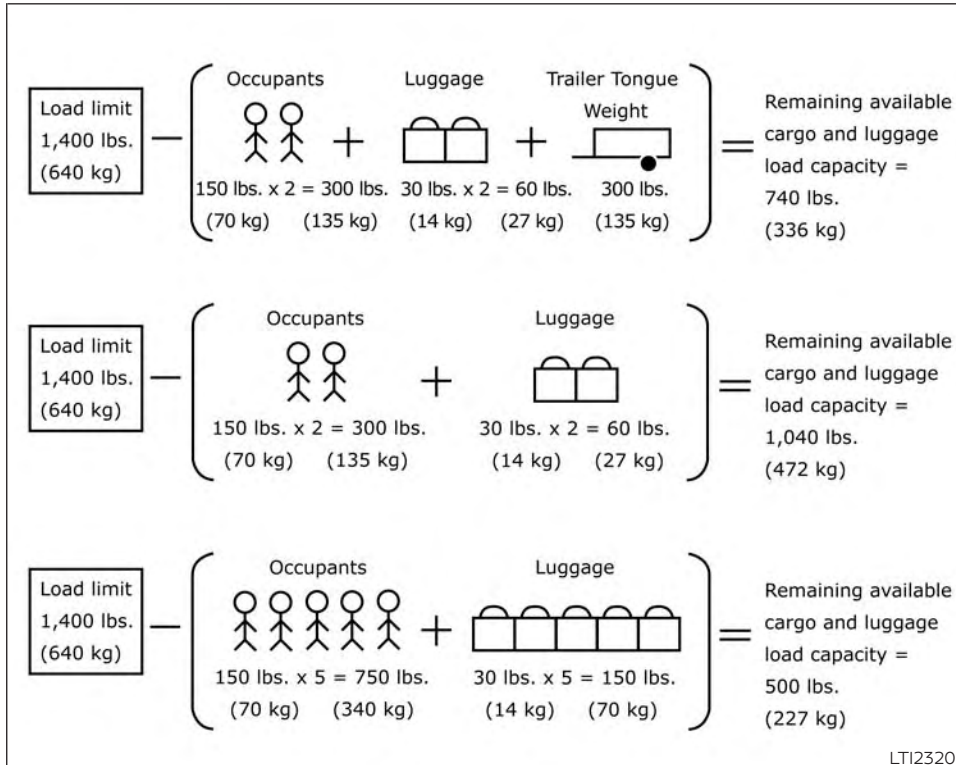 Occupants Luggage Trailer Tongue
Weight
Load limit
1,400 lbs.
(640 kg)
Remaining available
cargo and luggage
load capacity =
740 lbs.
(336 kg)
150 lbs. x 2 = 300 lbs. 30 lbs. x 2 = 60 lbs. 300 lbs.
(70 kg) (135 kg) (14 kg) (27 kg) (135 kg)
Occupants Luggage
Load limit
1,400 lbs.
(640 kg)
Remaining available
cargo and luggage
load capacity =
1,040 lbs.
(472 kg)
150 lbs. x 2 = 300 lbs. 30 lbs. x 2 = 60 lbs.
(70 kg) (135 kg) (14 kg) (27 kg)
Occupants Luggage
Load limit
1,400 lbs.
(640 kg)
Remaining available
cargo and luggage
load capacity =
500 lbs.
(227 kg)
150 lbs. x 5 = 750 lbs. 30 lbs. x 5 = 150 lbs.
(70 kg) (340 kg) (14 kg) (70 kg)
LTI2320